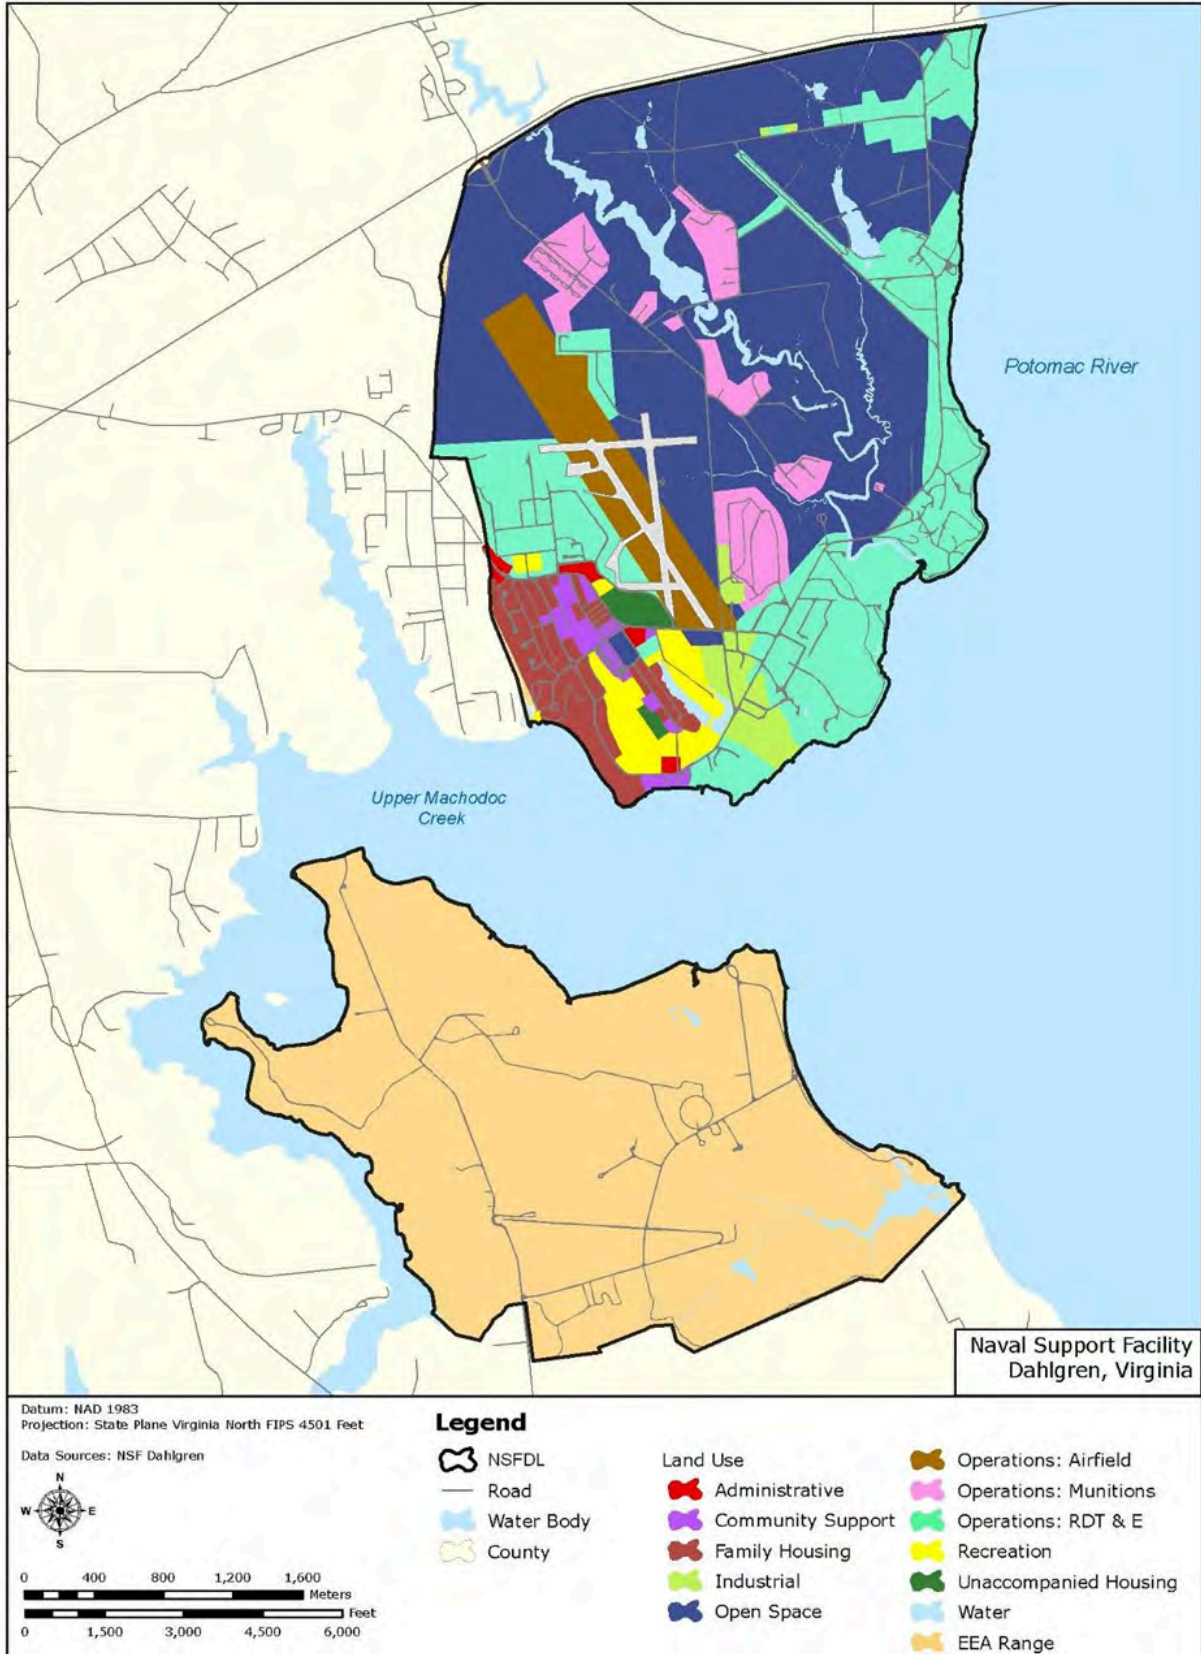 Potomac River
Upper Machodoc
Creek
Naval Support Facility
Dahlgren, Virginia
Datum: NAD 1983
Projection: State Plane Virginia North FIPS 4501 Feet
Data Sources: NSF Dahlgren
N
W E
S
0 400 800 1,200 1,600
Meters
Feet
0 1,500 3,000 4,500 6,000
Legend
NSFDL
Road
Water Body
County
Land Use
Administrative
Community Support
Family Housing
Industrial
Open Space
Operations: Airfield
Operations: Munitions
Operations: RDT & E
Recreation
Unaccompanied Housing
Water
EEA Range